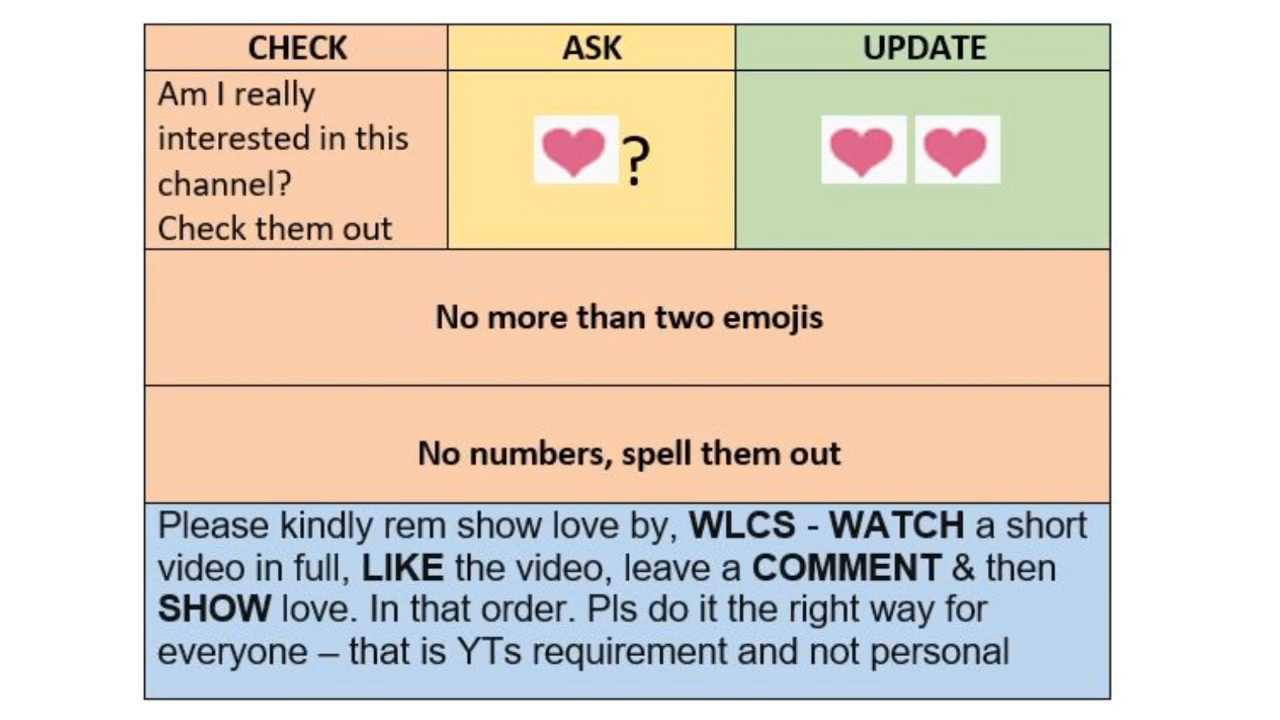 CHECK
ASK
UPDATE
Am I really
interested in this
channel?
Check them out
?
No more than two emojis
No numbers, spell them out
Please kindly rem show love by, WLCS - WATCH a short
video in full, LIKE the video, leave a COMMENT & then
SHOW love. In that order. Pls do it the right way for
everyone – that is YTs requirement and not personal